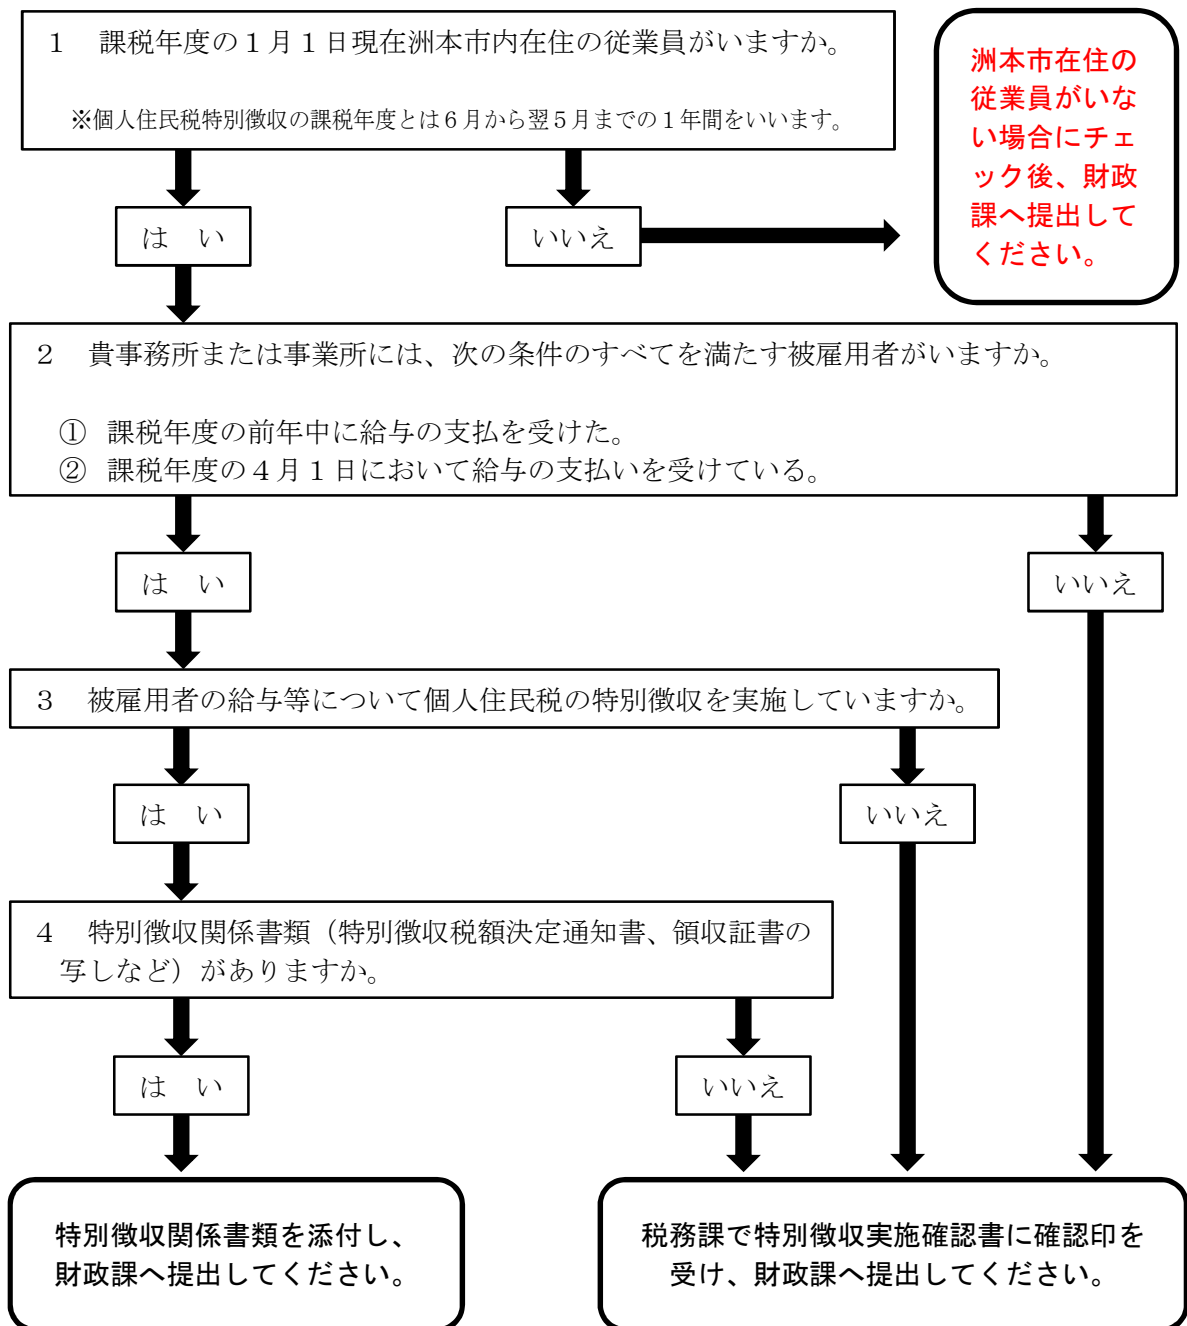 １　課税年度の１月１日現在洲本市内在住の従業員がいますか。
※個人住民税特別徴収の課税年度とは６月から翌５月までの１年間をいいます。
は　い
いいえ
洲本市在住の
従業員がいな
い場合にチェ
ック後、財政
課へ提出して
ください。
２　貴事務所または事業所には、次の条件のすべてを満たす被雇用者がいますか。
①　課税年度の前年中に給与の支払を受けた。
②　課税年度の４月１日において給与の支払いを受けている。
は　い
いいえ
３　被雇用者の給与等について個人住民税の特別徴収を実施していますか。
は　い
いいえ
４　特別徴収関係書類（特別徴収税額決定通知書、領収証書の
写しなど）がありますか。
は　い
いいえ
特別徴収関係書類を添付し、
財政課へ提出してください。
税務課で特別徴収実施確認書に確認印を
受け、財政課へ提出してください。